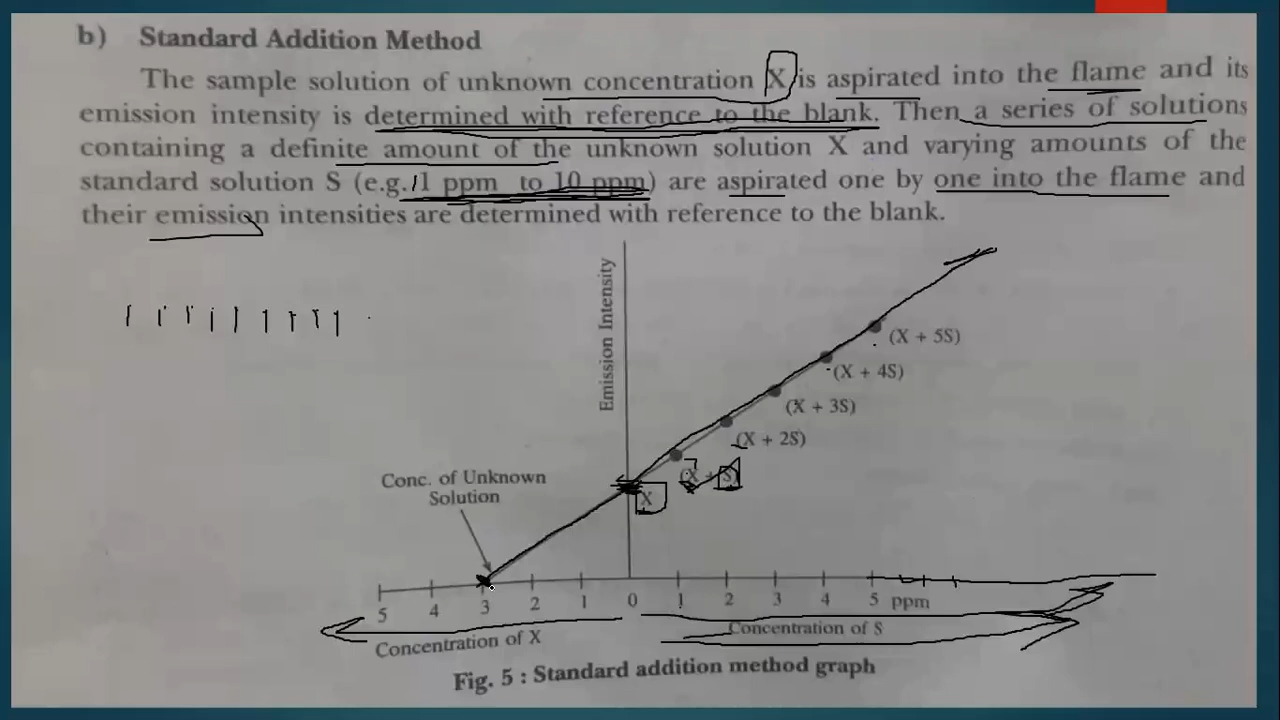 b) Standard Addition Method
The sample solution of unknown concentration X is aspirated into the flame and its
emission intensity is determined with reference to the blank. Then a series of solutions
containing a definite amount of the unknown solution X and varying amounts of the
standard solution S (e.g. 1 ppm to 10 ppm) are aspirated one by one into the flame and
their emission intensities are determined with reference to the blank.
Emission Intensity
(X + 5S)
(X + 4S)
(X + 3S)
(X + 2S)
(X + S)
X
Conc. of Unknown
Solution
5 4 3 2 1 0 1 2 3 4 5 ppm
Concentration of X
Concentration of S
Fig. 5 : Standard addition method graph